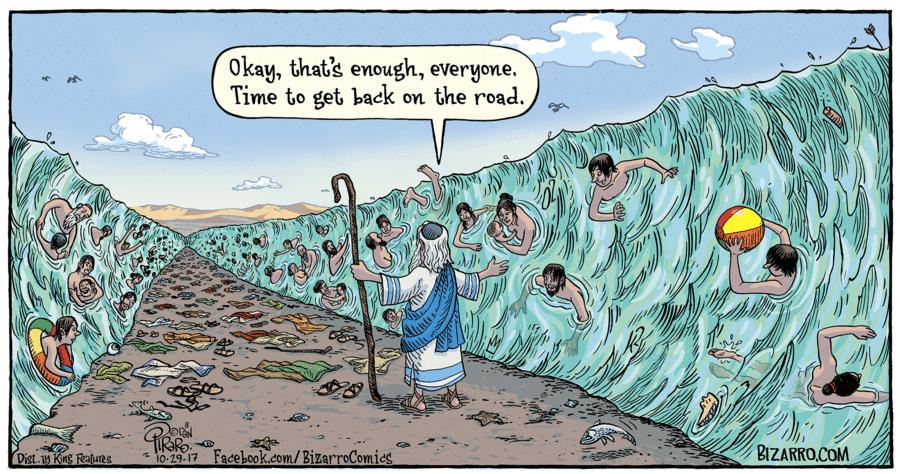 Okay, that's enough, everyone.
Time to get back on the road.
©DAN
PIRARO
10·29·17
Dist. by King Features
Facebook.com/BizarroComics
BIZARRO.COM